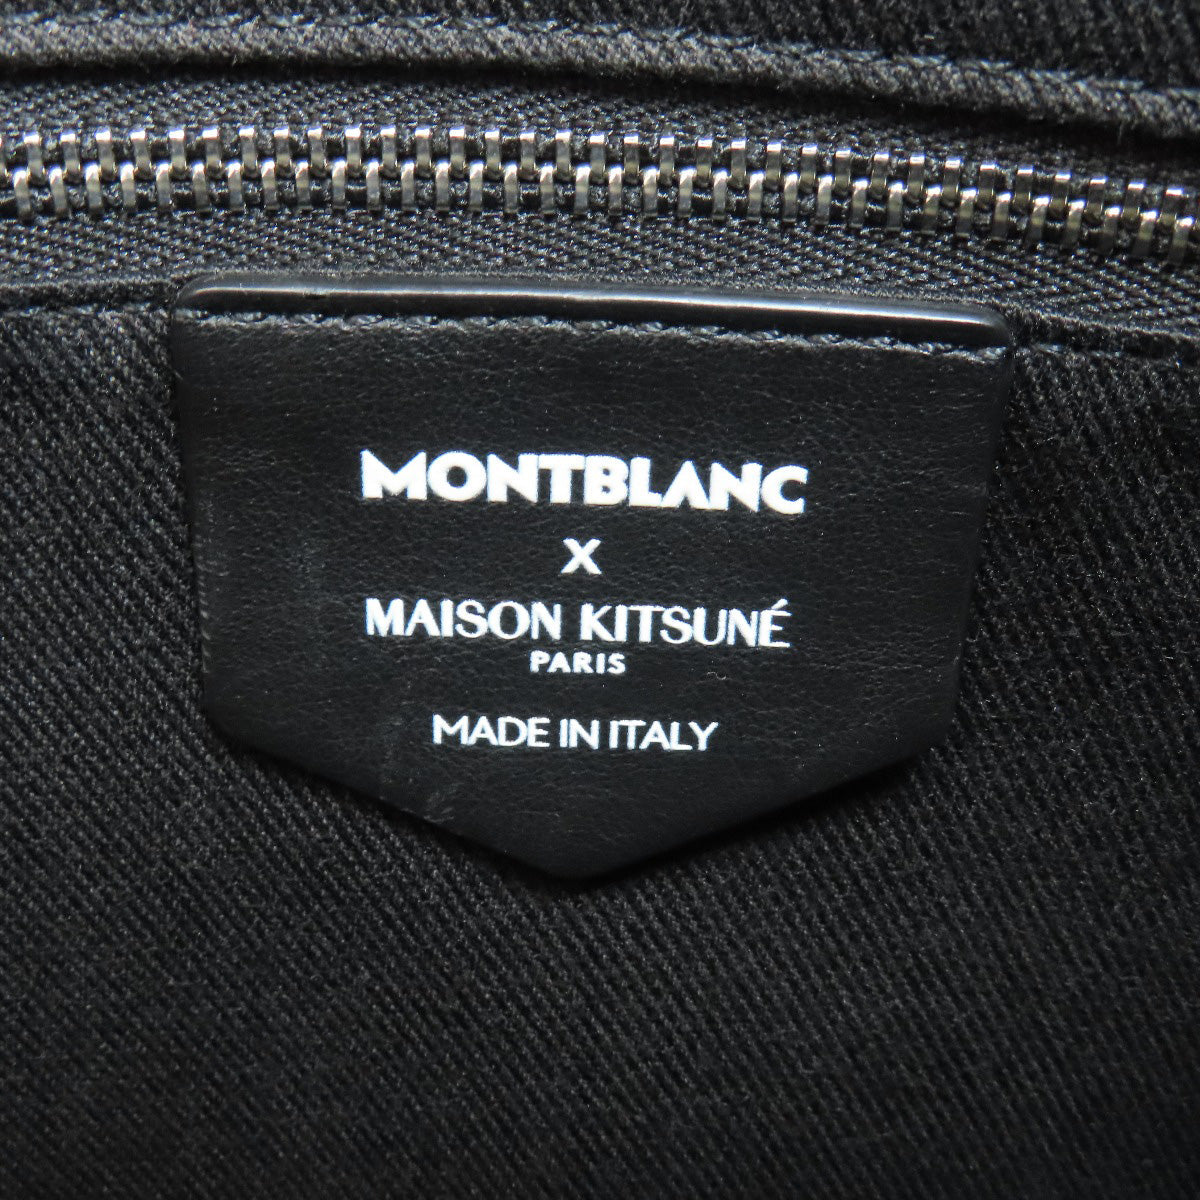 MONTBLANC
X
MAISON KITSUNÉ
PARIS
MADE IN ITALY